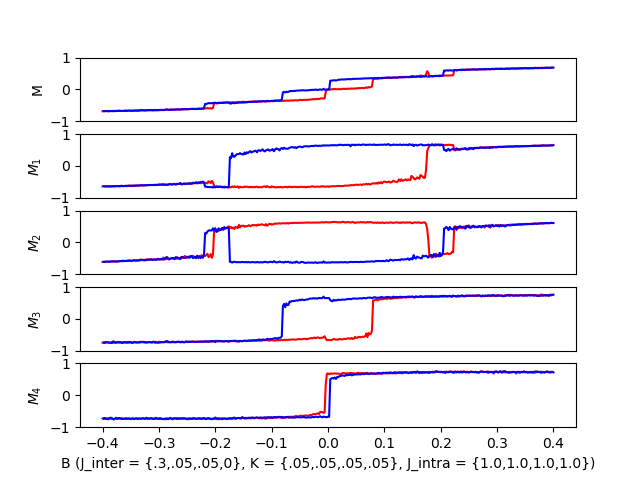 M
1
0
−1
M₁
1
0
−1
M₂
1
0
−1
M₃
1
0
−1
M₄
1
0
−1
−0.4 −0.3 −0.2 −0.1 0.0 0.1 0.2 0.3 0.4
B (J_inter = {.3,.05,.05,0}, K = {.05,.05,.05,.05}, J_intra = {1.0,1.0,1.0,1.0})